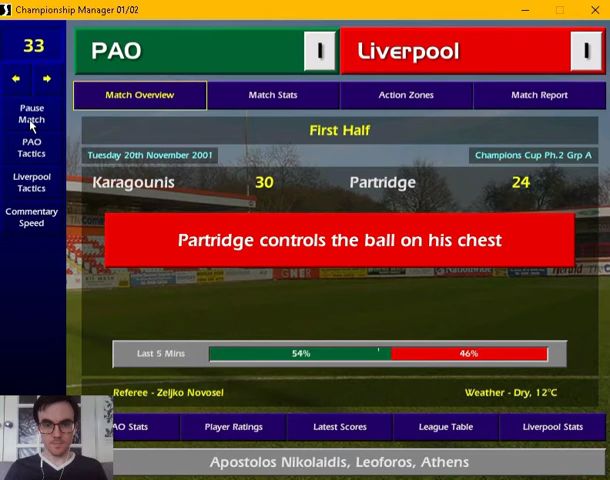 Championship Manager 01/02
33
PAO 1 Liverpool 1
Match Overview Match Stats Action Zones Match Report
Pause
Match
PAO
Tactics
Liverpool
Tactics
Commentary
Speed
First Half
Tuesday 20th November 2001 Champions Cup Ph.2 Grp A
Karagounis 30 Partridge 24
Partridge controls the ball on his chest
Last 5 Mins 54% 46%
Referee - Zeljko Novosel Weather - Dry, 12°C
AO Stats Player Ratings Latest Scores League Table Liverpool Stats
Apostolos Nikolaidis, Leoforos, Athens